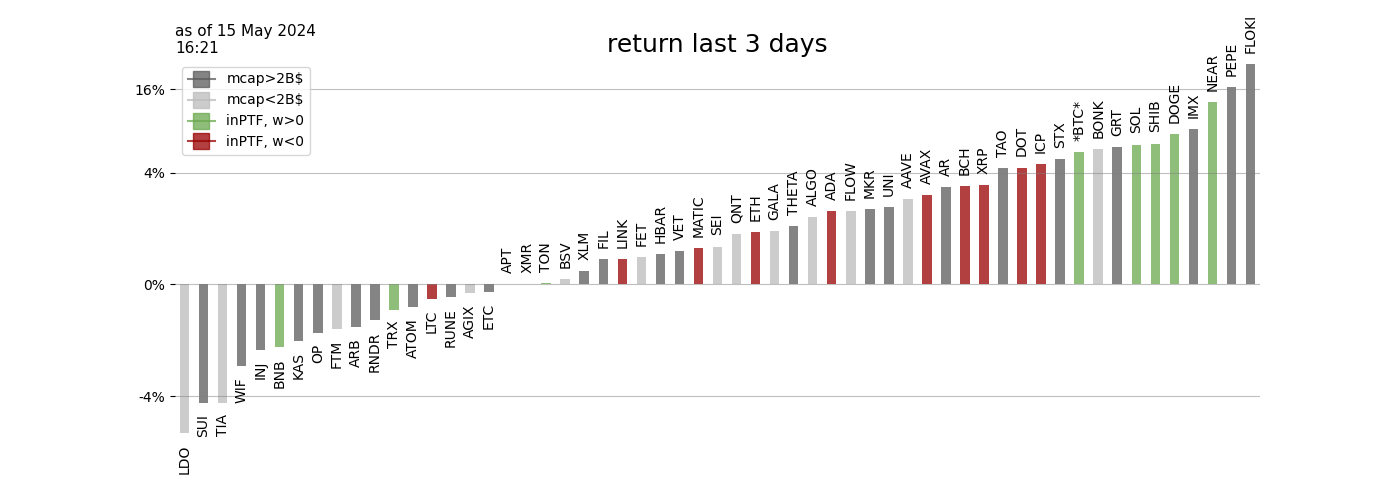 as of 15 May 2024
16:21
return last 3 days
mcap>2B$
mcap<2B$
inPTF, w>0
inPTF, w<0
16%
4%
0%
-4%
LDO
SUI
TIA
WIF
INJ
BNB
KAS
OP
FTM
ARB
RNDR
TRX
ATOM
LTC
RUNE
AGIX
ETC
APT
XMR
TON
BSV
XLM
FIL
LINK
FET
HBAR
VET
MATIC
SEI
QNT
ETH
GALA
THETA
ALGO
ADA
FLOW
MKR
UNI
AAVE
AVAX
AR
BCH
XRP
TAO
DOT
ICP
STX
*BTC*
BONK
GRT
SOL
SHIB
DOGE
IMX
NEAR
PEPE
FLOKI